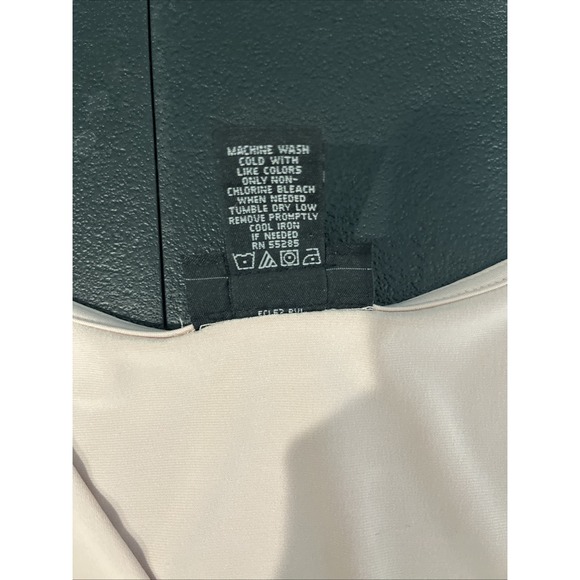 MACHINE WASH
COLD WITH
LIKE COLORS
ONLY NON-
CHLORINE BLEACH
WHEN NEEDED
TUMBLE DRY LOW
REMOVE PROMPTLY
COOL IRON
IF NEEDED
RN 55285